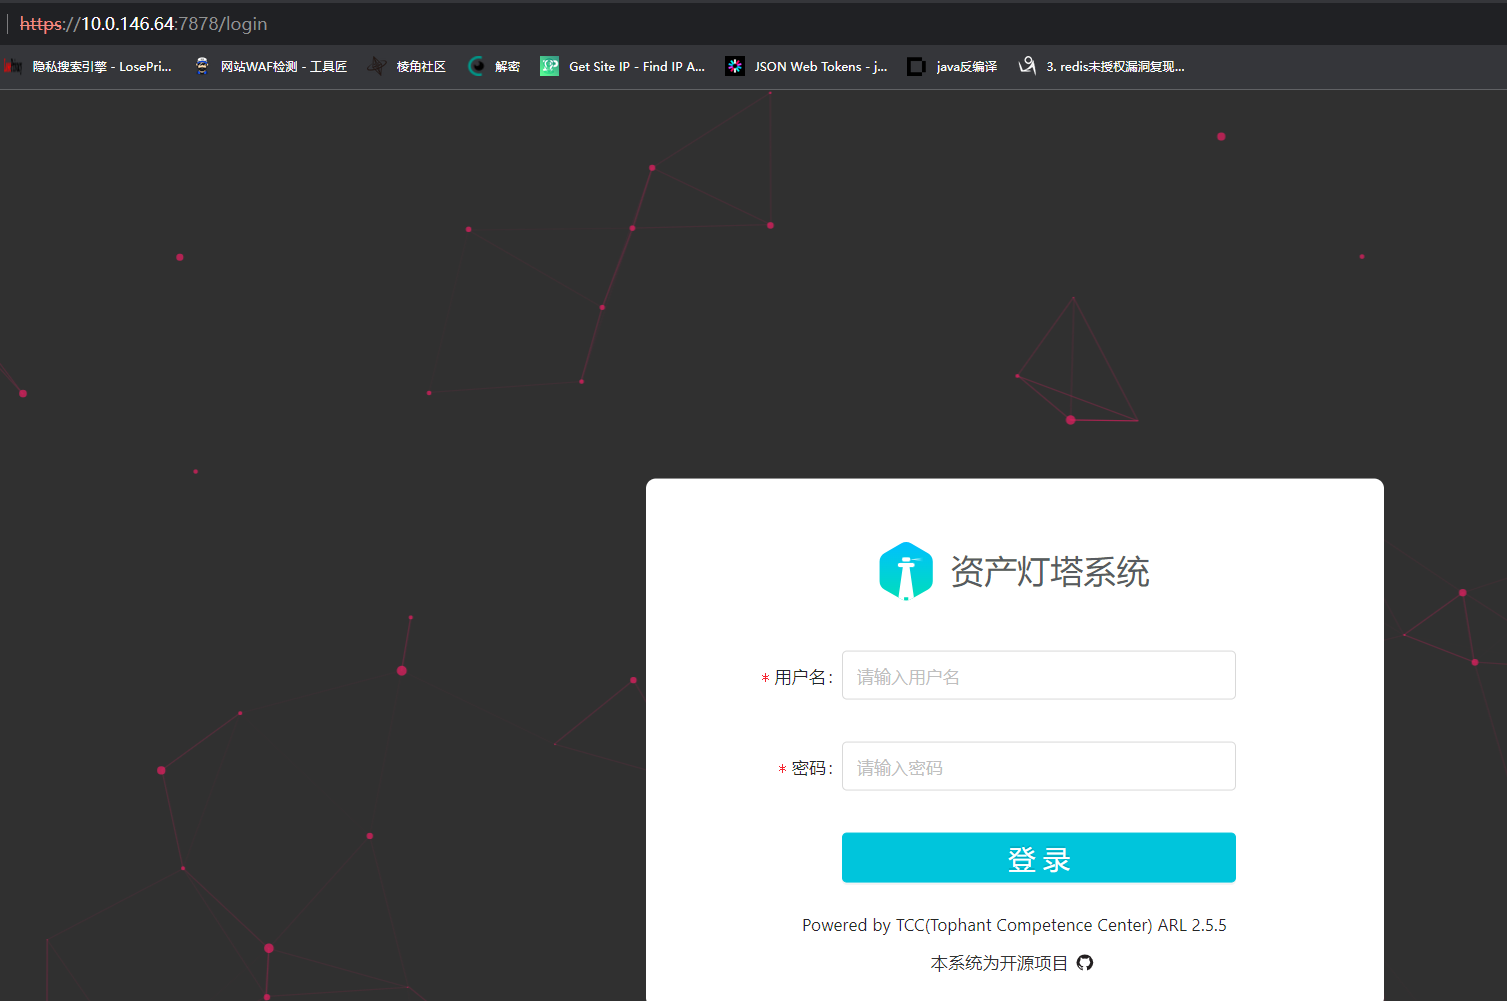 https://10.0.146.64:7878/login
隐私搜索引擎 - LosePri... 网站WAF检测 - 工具匠 棱角社区 解密 IP Get Site IP - Find IP A... JSON Web Tokens - j... java反编译 3. redis未授权漏洞复现...
资产灯塔系统
* 用户名: 请输入用户名
* 密码: 请输入密码
登录
Powered by TCC(Tophant Competence Center) ARL 2.5.5
本系统为开源项目